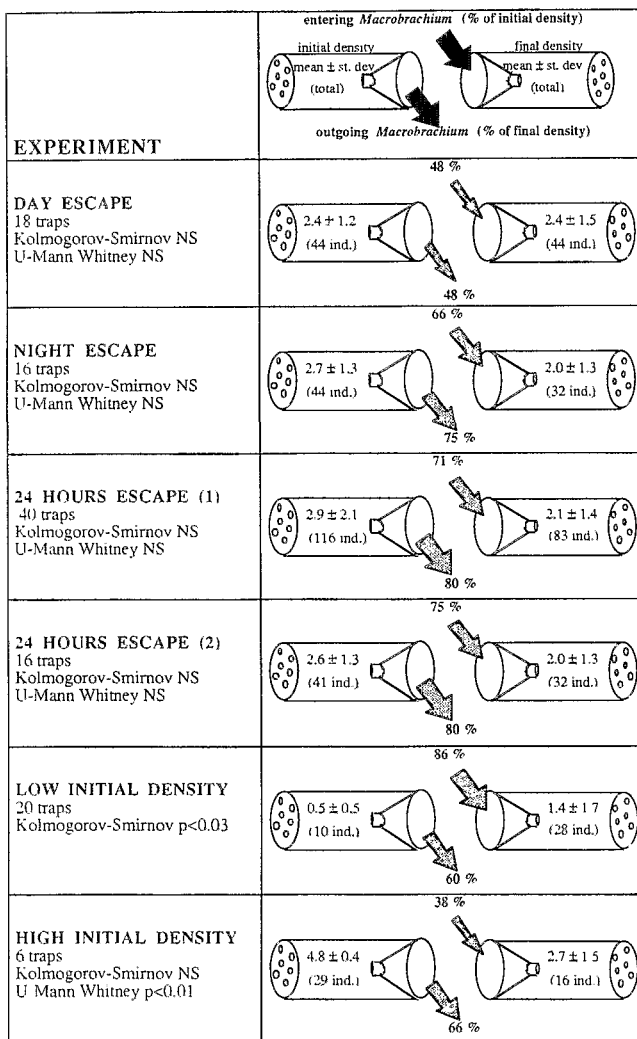 entering Macrobrachium (% of initial density)
initial density
mean ± st. dev
(total)
final density
mean ± st. dev
(total)
outgoing Macrobrachium (% of final density)
EXPERIMENT
48 %
DAY ESCAPE
18 traps
Kolmogorov-Smirnov NS
U-Mann Whitney NS
2.4 ± 1.2
(44 ind.)
2.4 ± 1.5
(44 ind.)
48 %
66 %
NIGHT ESCAPE
16 traps
Kolmogorov-Smirnov NS
U-Mann Whitney NS
2.7 ± 1.3
(44 ind.)
2.0 ± 1.3
(32 ind.)
75 %
71 %
24 HOURS ESCAPE (1)
40 traps
Kolmogorov-Smirnov NS
U-Mann Whitney NS
2.9 ± 2.1
(116 ind.)
2.1 ± 1.4
(83 ind.)
80 %
75 %
24 HOURS ESCAPE (2)
16 traps
Kolmogorov-Smirnov NS
U-Mann Whitney NS
2.6 ± 1.3
(41 ind.)
2.0 ± 1.3
(32 ind.)
80 %
86 %
LOW INITIAL DENSITY
20 traps
Kolmogorov-Smirnov p<0.03
0.5 ± 0.5
(10 ind.)
1.4 ± 1.7
(28 ind.)
60 %
38 %
HIGH INITIAL DENSITY
6 traps
Kolmogorov-Smirnov NS
U Mann Whitney p<0.01
4.8 ± 0.4
(29 ind.)
2.7 ± 1.5
(16 ind.)
66 %